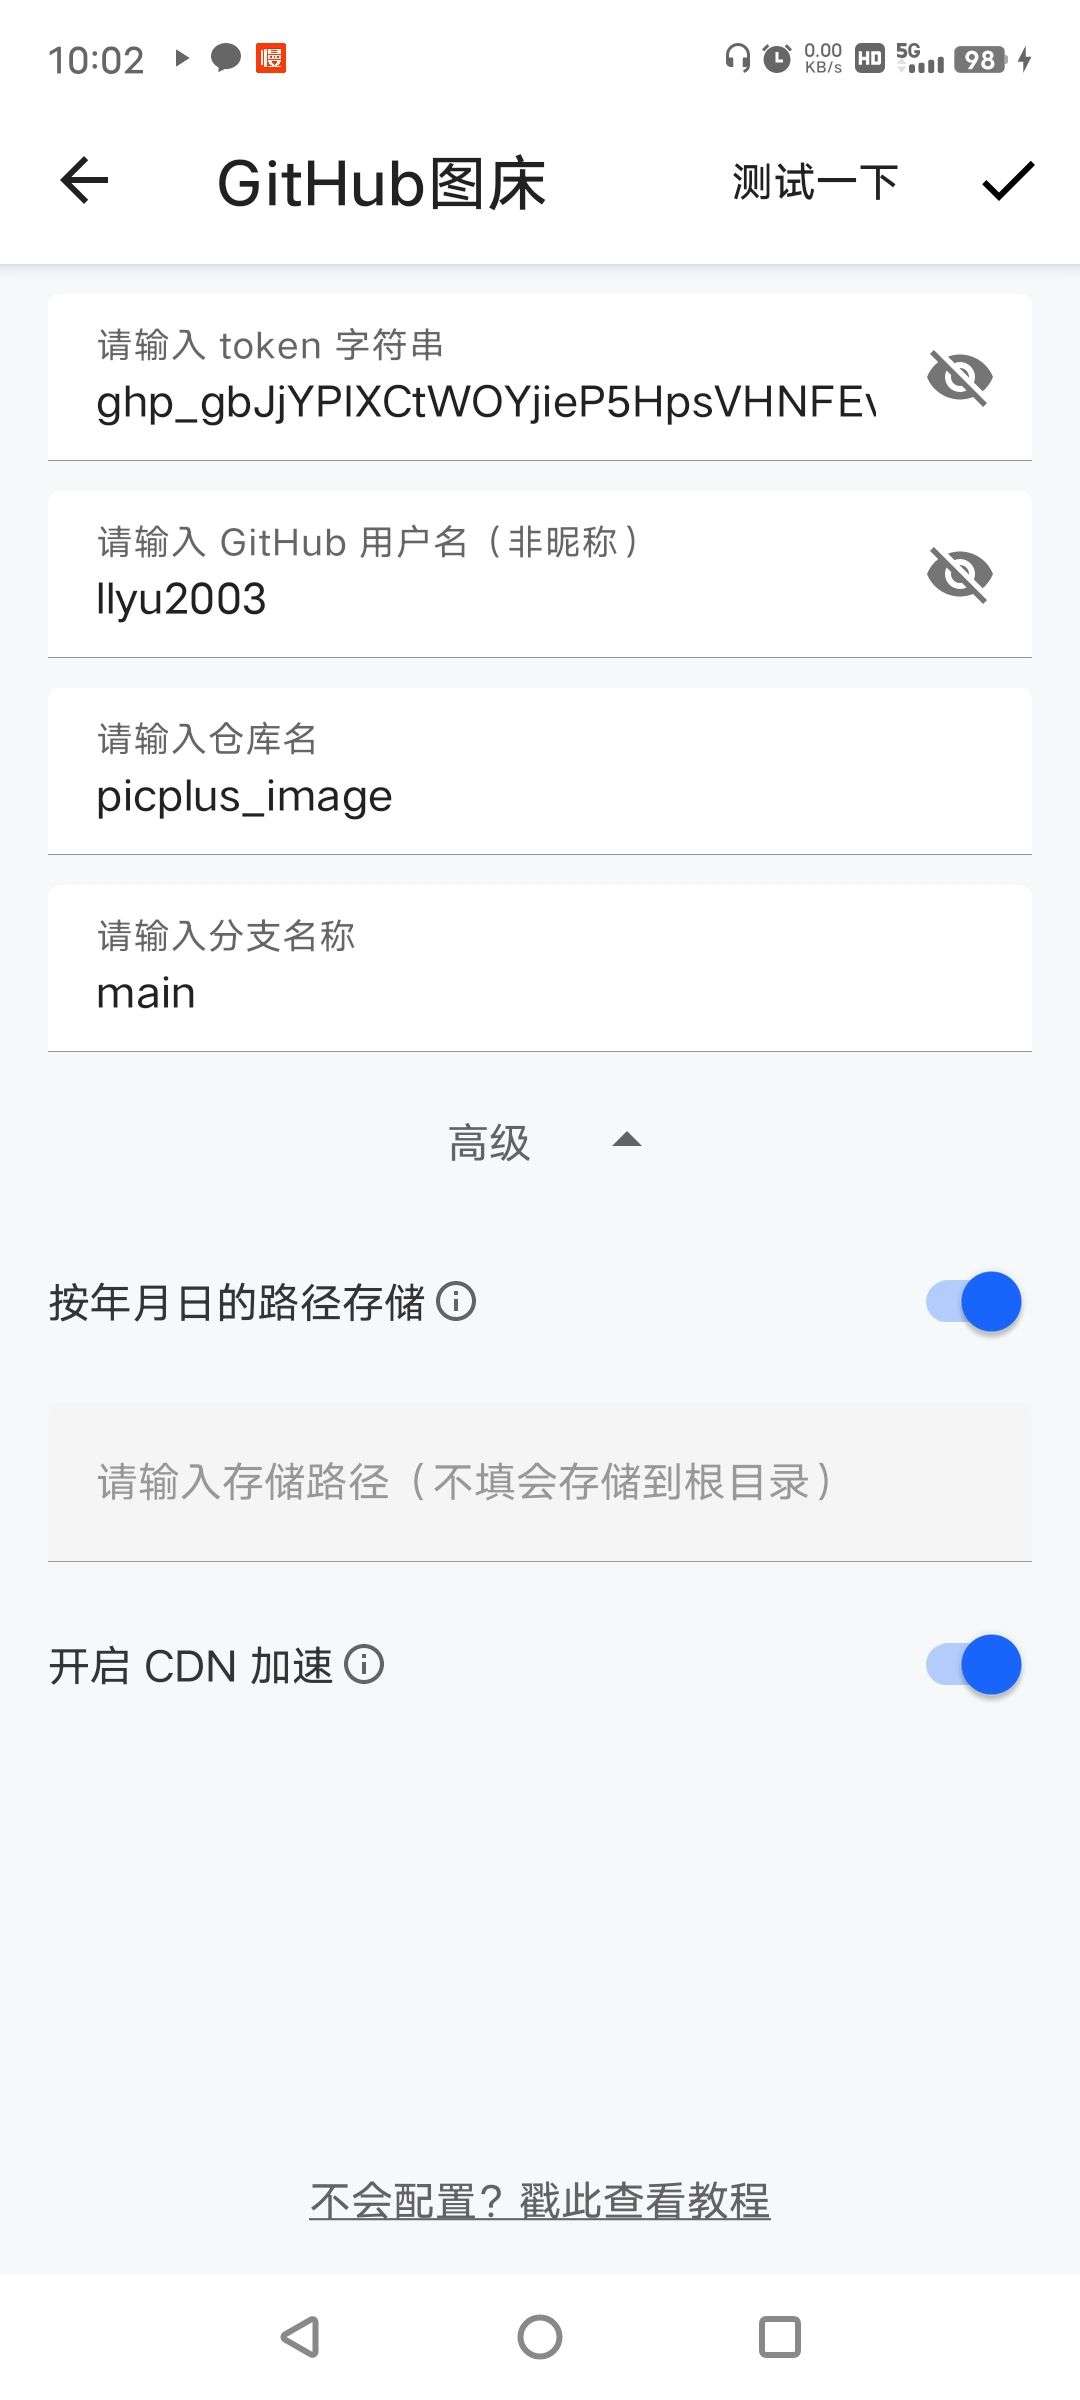 10:02
慢
0.00
KB/s
HD
5G
98
GitHub图床
测试一下
请输入 token 字符串
ghp_gbJjYPIXCtWOYjieP5HpsVHNFEv
请输入 GitHub 用户名（非昵称）
llyu2003
请输入仓库名
picplus_image
请输入分支名称
main
高级
按年月日的路径存储
请输入存储路径（不填会存储到根目录）
开启 CDN 加速
不会配置？戳此查看教程